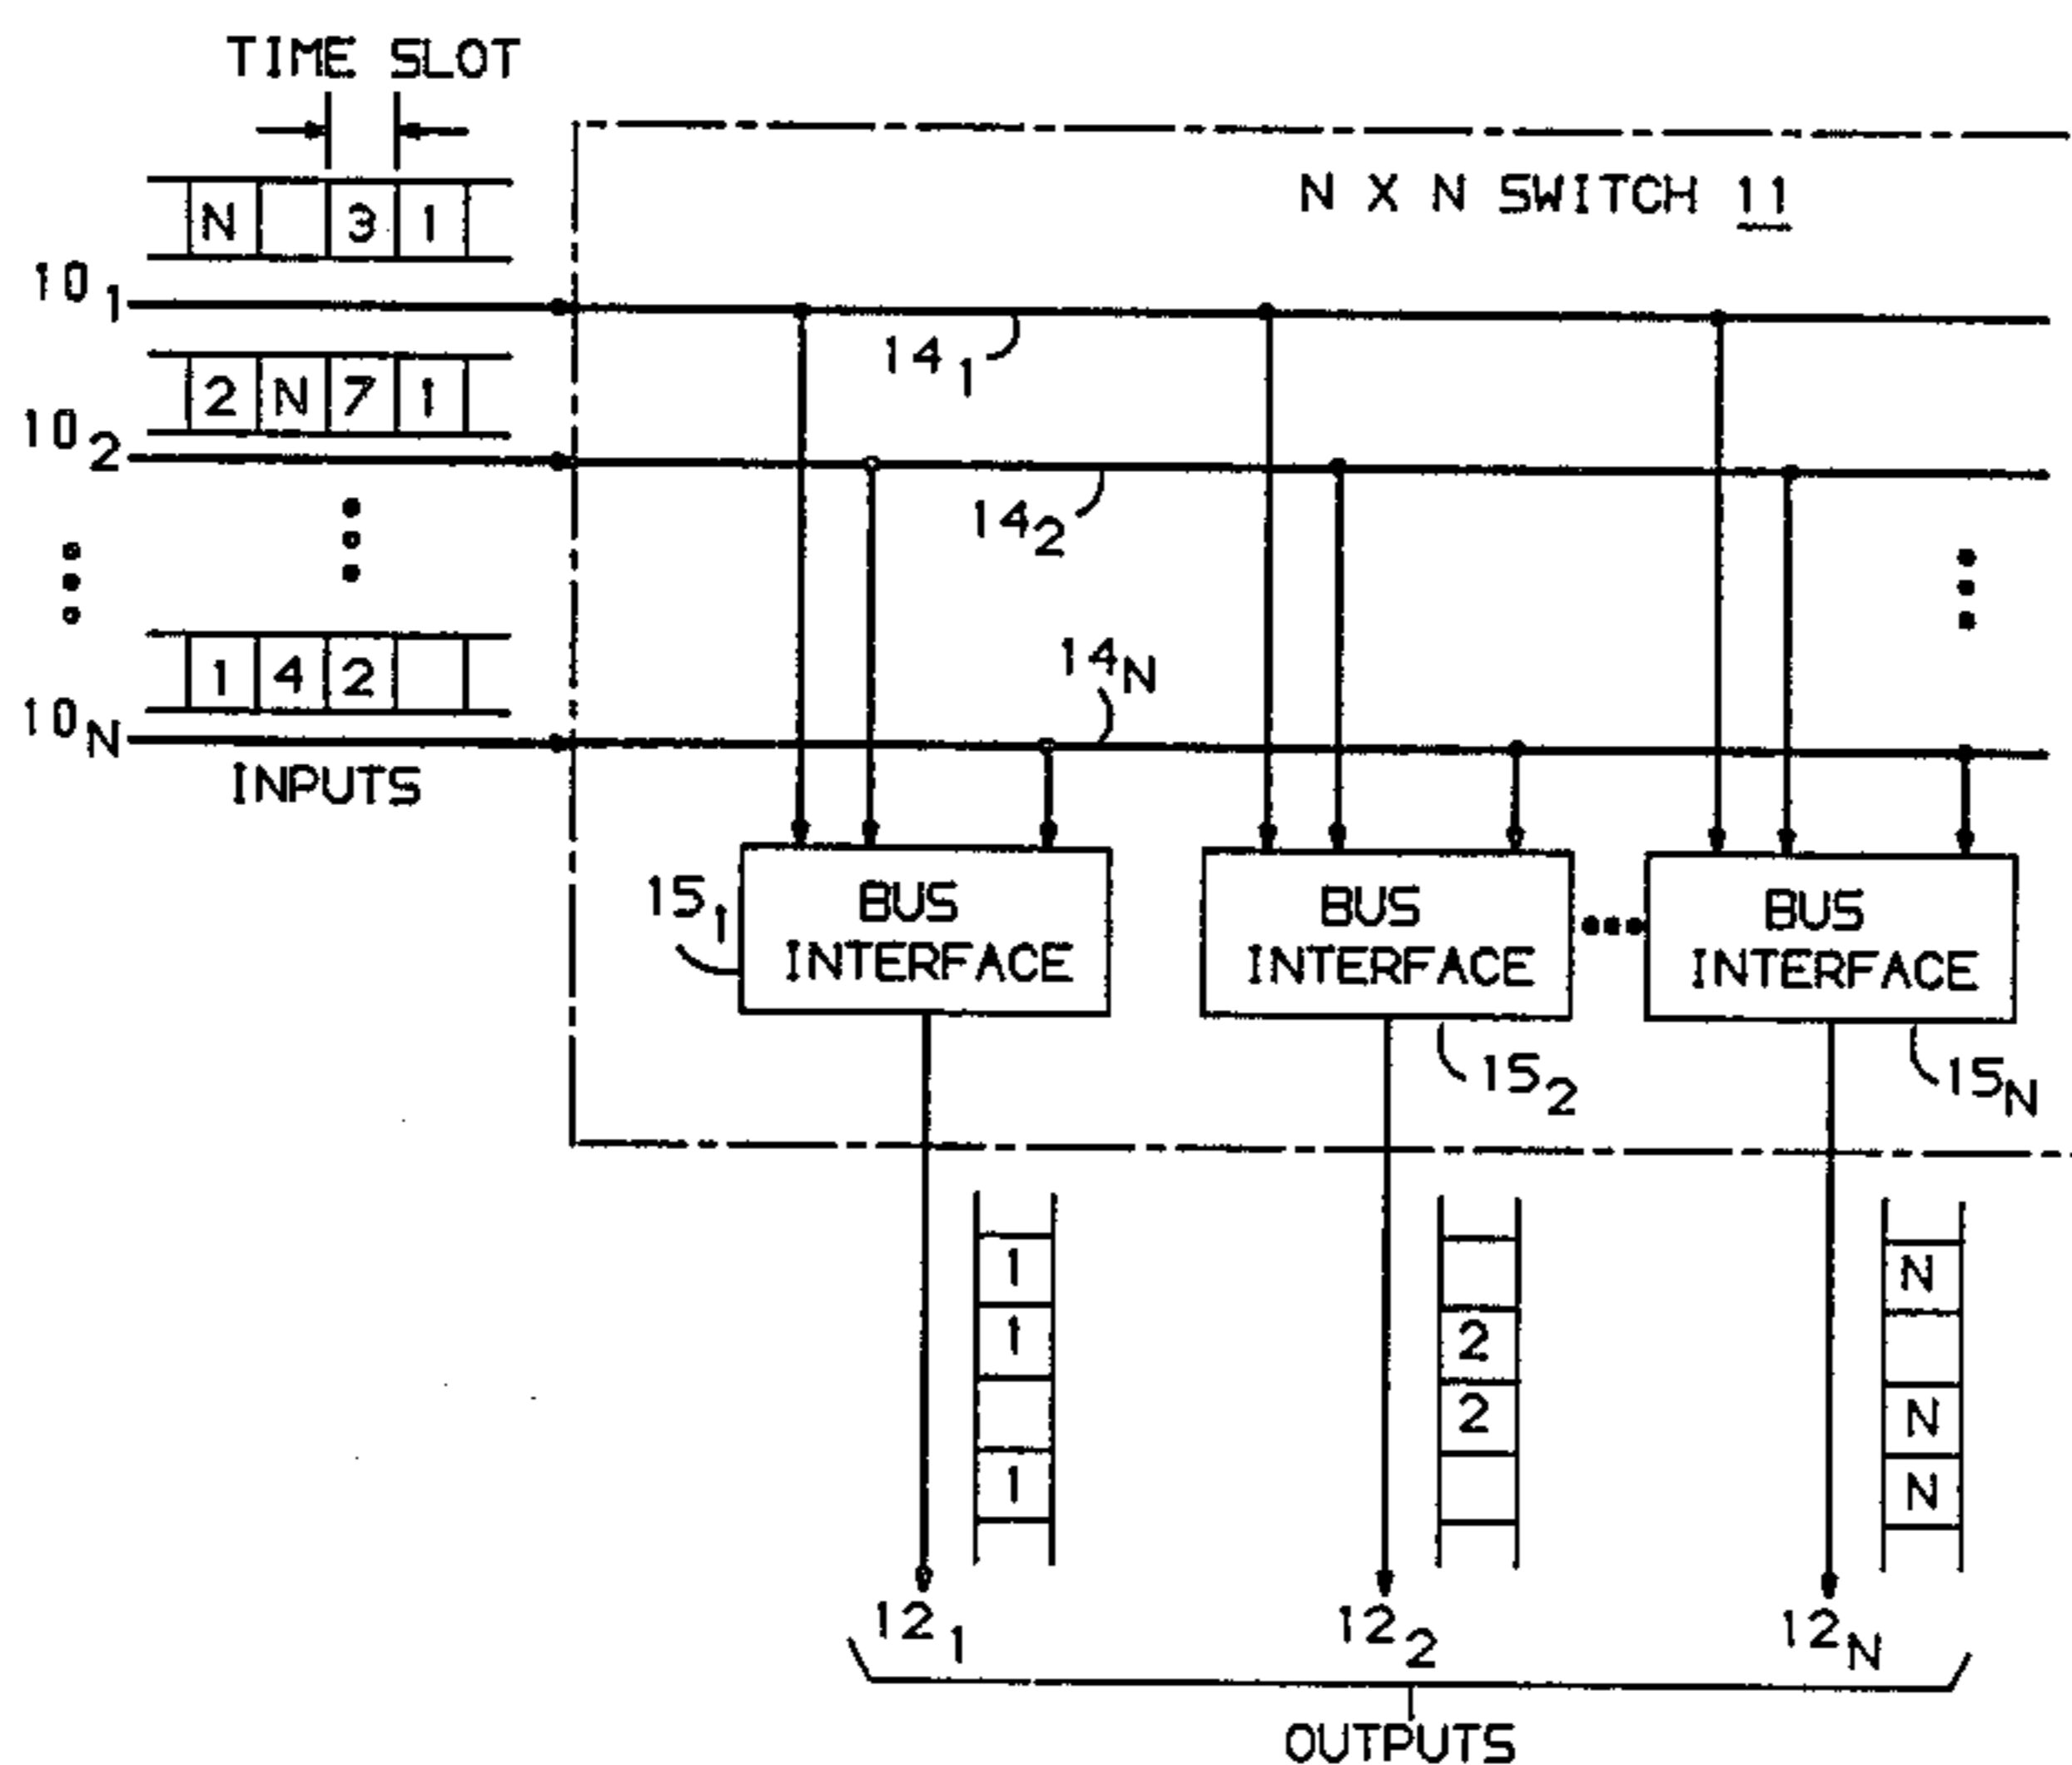 TIME SLOT
N X N SWITCH 11
N 3 1
10 1
14 1
2 N 7 1
10 2
14 2
14 N
1 4 2
10 N
INPUTS
15 1
BUS INTERFACE
BUS INTERFACE
BUS INTERFACE
15 2
15 N
1
1
1
2
2
N
N
N
12 1
12 2
12 N
OUTPUTS